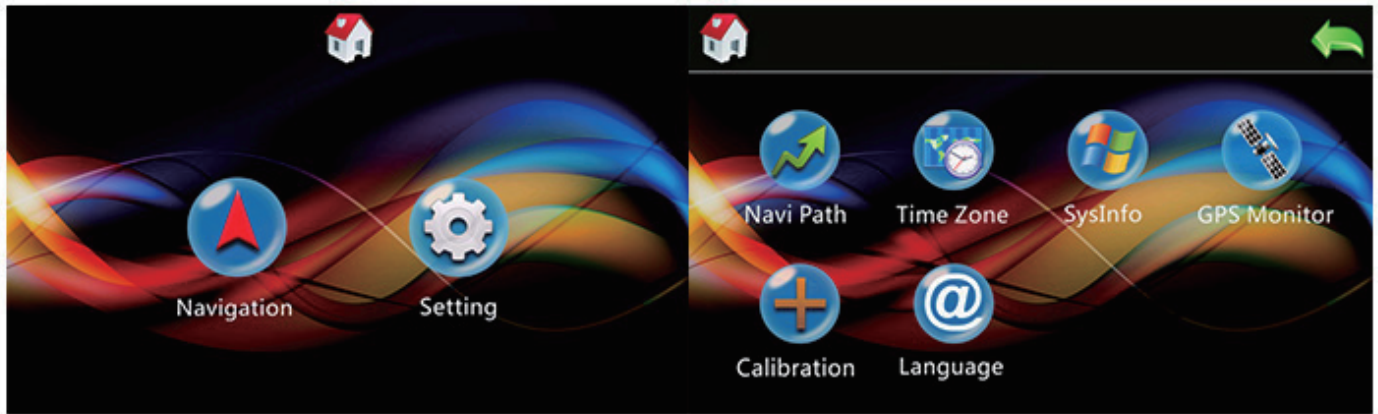 Navigation
Setting
Navi Path
Time Zone
SysInfo
GPS Monitor
Calibration
Language